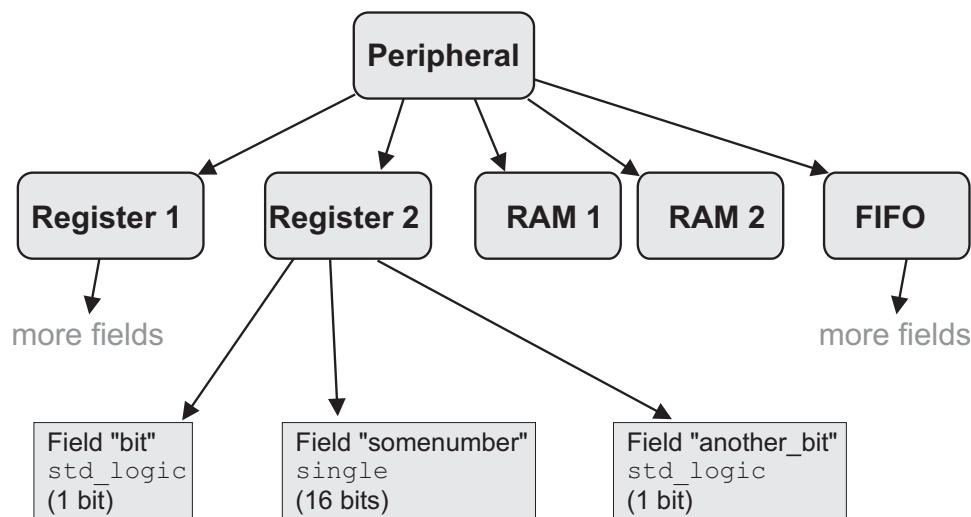 Peripheral
Register 1
Register 2
RAM 1
RAM 2
FIFO
more fields
more fields
Field "bit"
std_logic
(1 bit)
Field "somenumber"
single
(16 bits)
Field "another_bit"
std_logic
(1 bit)